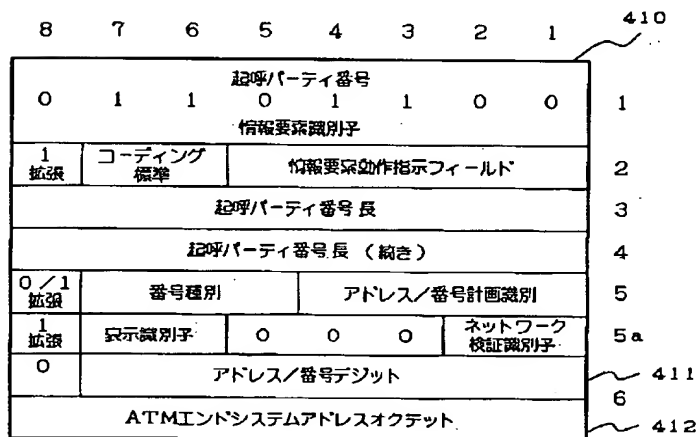 8 7 6 5 4 3 2 1
410
起呼パーティ番号
0 1 1 0 1 1 0 0
1
情報要素識別子
1
拡張
コーディング
標準
情報要素動作指示フィールド
2
起呼パーティ番号長
3
起呼パーティ番号長（続き）
4
0/1
拡張
番号種別
アドレス/番号計画識別
5
1
拡張
表示識別子
0 0 0
ネットワーク
検証識別子
5a
0
アドレス/番号デジット
411
6
ATMエンドシステムアドレスオクテット
412